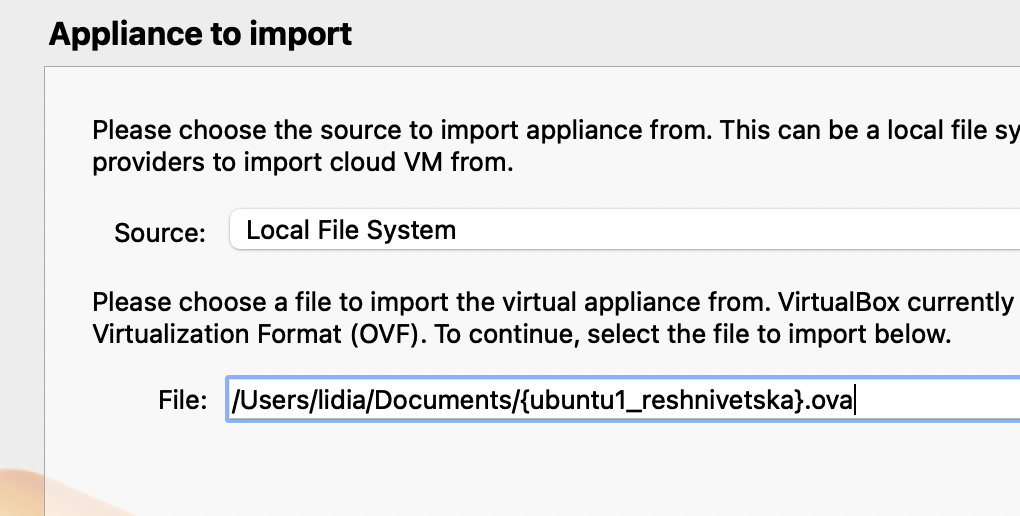 Appliance to import
Please choose the source to import appliance from. This can be a local file sy
providers to import cloud VM from.
Source: Local File System
Please choose a file to import the virtual appliance from. VirtualBox currently
Virtualization Format (OVF). To continue, select the file to import below.
File: /Users/lidia/Documents/{ubuntu1_reshnivetska}.ova